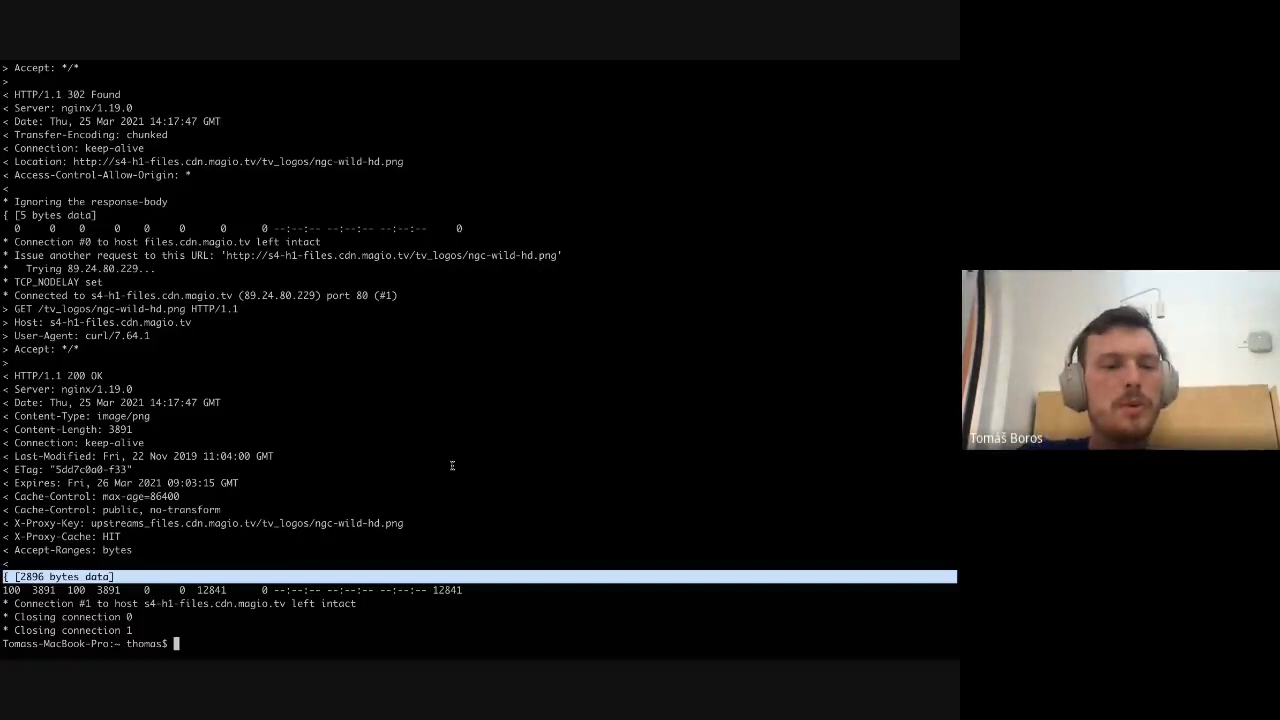 > Accept: */*
>
< HTTP/1.1 302 Found
< Server: nginx/1.19.0
< Date: Thu, 25 Mar 2021 14:17:47 GMT
< Transfer-Encoding: chunked
< Connection: keep-alive
< Location: http://s4-h1-files.cdn.magio.tv/tv_logos/ngc-wild-hd.png
< Access-Control-Allow-Origin: *
<
* Ignoring the response-body
{ [5 bytes data]
0 0 0 0 0 0 0 0 --:--:-- --:--:-- --:--:-- 0
* Connection #0 to host files.cdn.magio.tv left intact
* Issue another request to this URL: 'http://s4-h1-files.cdn.magio.tv/tv_logos/ngc-wild-hd.png'
* Trying 89.24.80.229...
* TCP_NODELAY set
* Connected to s4-h1-files.cdn.magio.tv (89.24.80.229) port 80 (#1)
> GET /tv_logos/ngc-wild-hd.png HTTP/1.1
> Host: s4-h1-files.cdn.magio.tv
> User-Agent: curl/7.64.1
> Accept: */*
>
< HTTP/1.1 200 OK
< Server: nginx/1.19.0
< Date: Thu, 25 Mar 2021 14:17:47 GMT
< Content-Type: image/png
< Content-Length: 3891
< Connection: keep-alive
< Last-Modified: Fri, 22 Nov 2019 11:04:00 GMT
< ETag: "5dd7c0a0-f33"
< Expires: Fri, 26 Mar 2021 09:03:15 GMT
< Cache-Control: max-age=86400
< Cache-Control: public, no-transform
< X-Proxy-Key: upstreams_files.cdn.magio.tv/tv_logos/ngc-wild-hd.png
< X-Proxy-Cache: HIT
< Accept-Ranges: bytes
<
{ [2896 bytes data]
100 3891 100 3891 0 0 12841 0 --:--:-- --:--:-- --:--:-- 12841
* Connection #1 to host s4-h1-files.cdn.magio.tv left intact
* Closing connection 0
* Closing connection 1
Tomass-MacBook-Pro:~ thomas$
Tomáš Boros